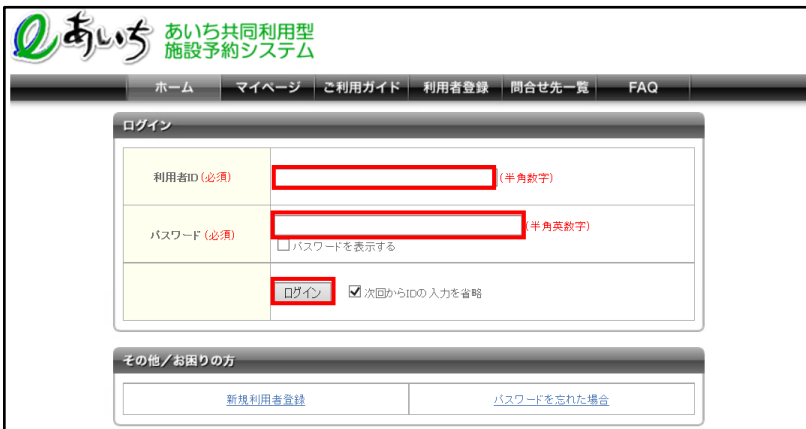 あいち
あいち共同利用型
施設予約システム
ホーム マイページ ご利用ガイド 利用者登録 問合せ先一覧 FAQ
ログイン
利用者ID (必須) (半角数字)
パスワード (必須) (半角英数字)
パスワードを表示する
ログイン 次回からIDの入力を省略
その他/お困りの方
新規利用者登録 パスワードを忘れた場合